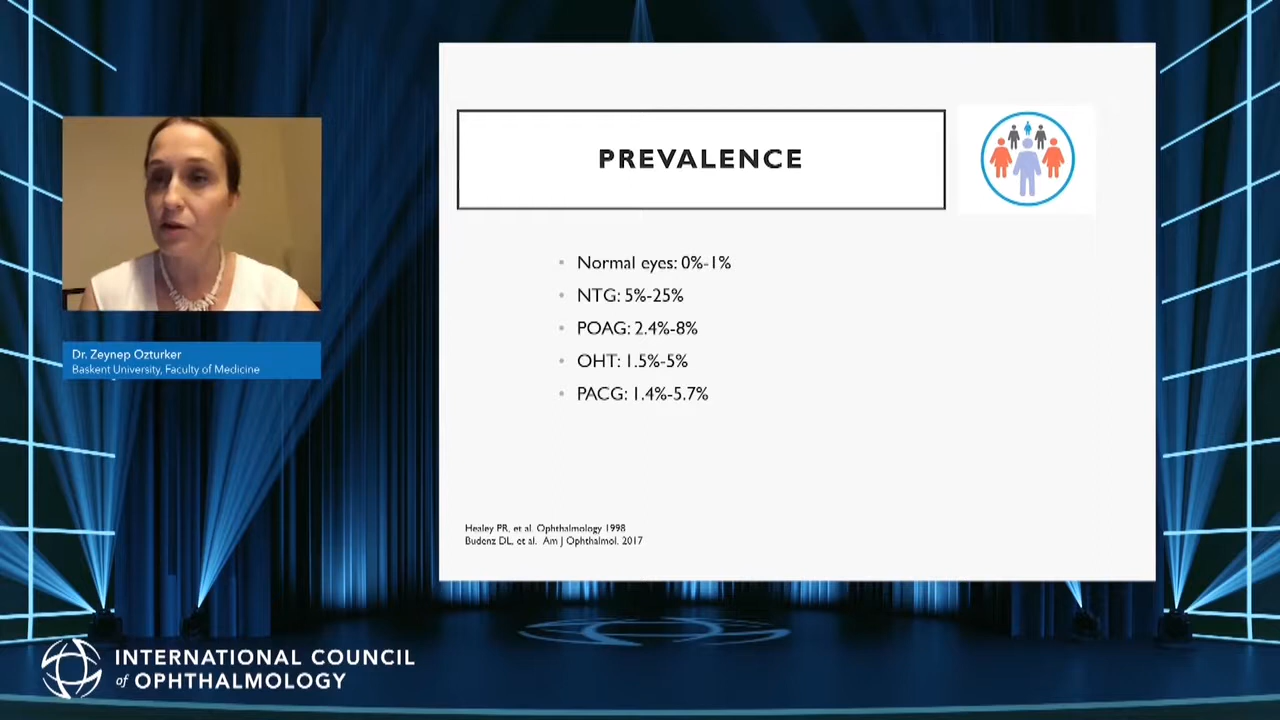 PREVALENCE
Normal eyes: 0%-1%
NTG: 5%-25%
POAG: 2.4%-8%
OHT: 1.5%-5%
PACG: 1.4%-5.7%
Healey PR, et al. Ophthalmology 1998
Budenz DL, et al. Am J Ophthalmol. 2017
Dr. Zeynep Ozturker
Baskent University, Faculty of Medicine
INTERNATIONAL COUNCIL
of OPHTHALMOLOGY